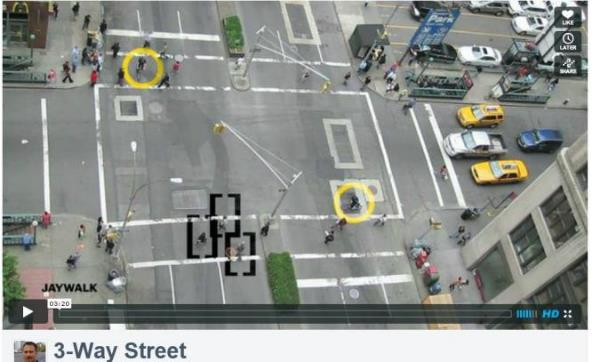 Park
LIKE
LATER
SHARE
JAYWALK
03:20
HD
3-Way Street